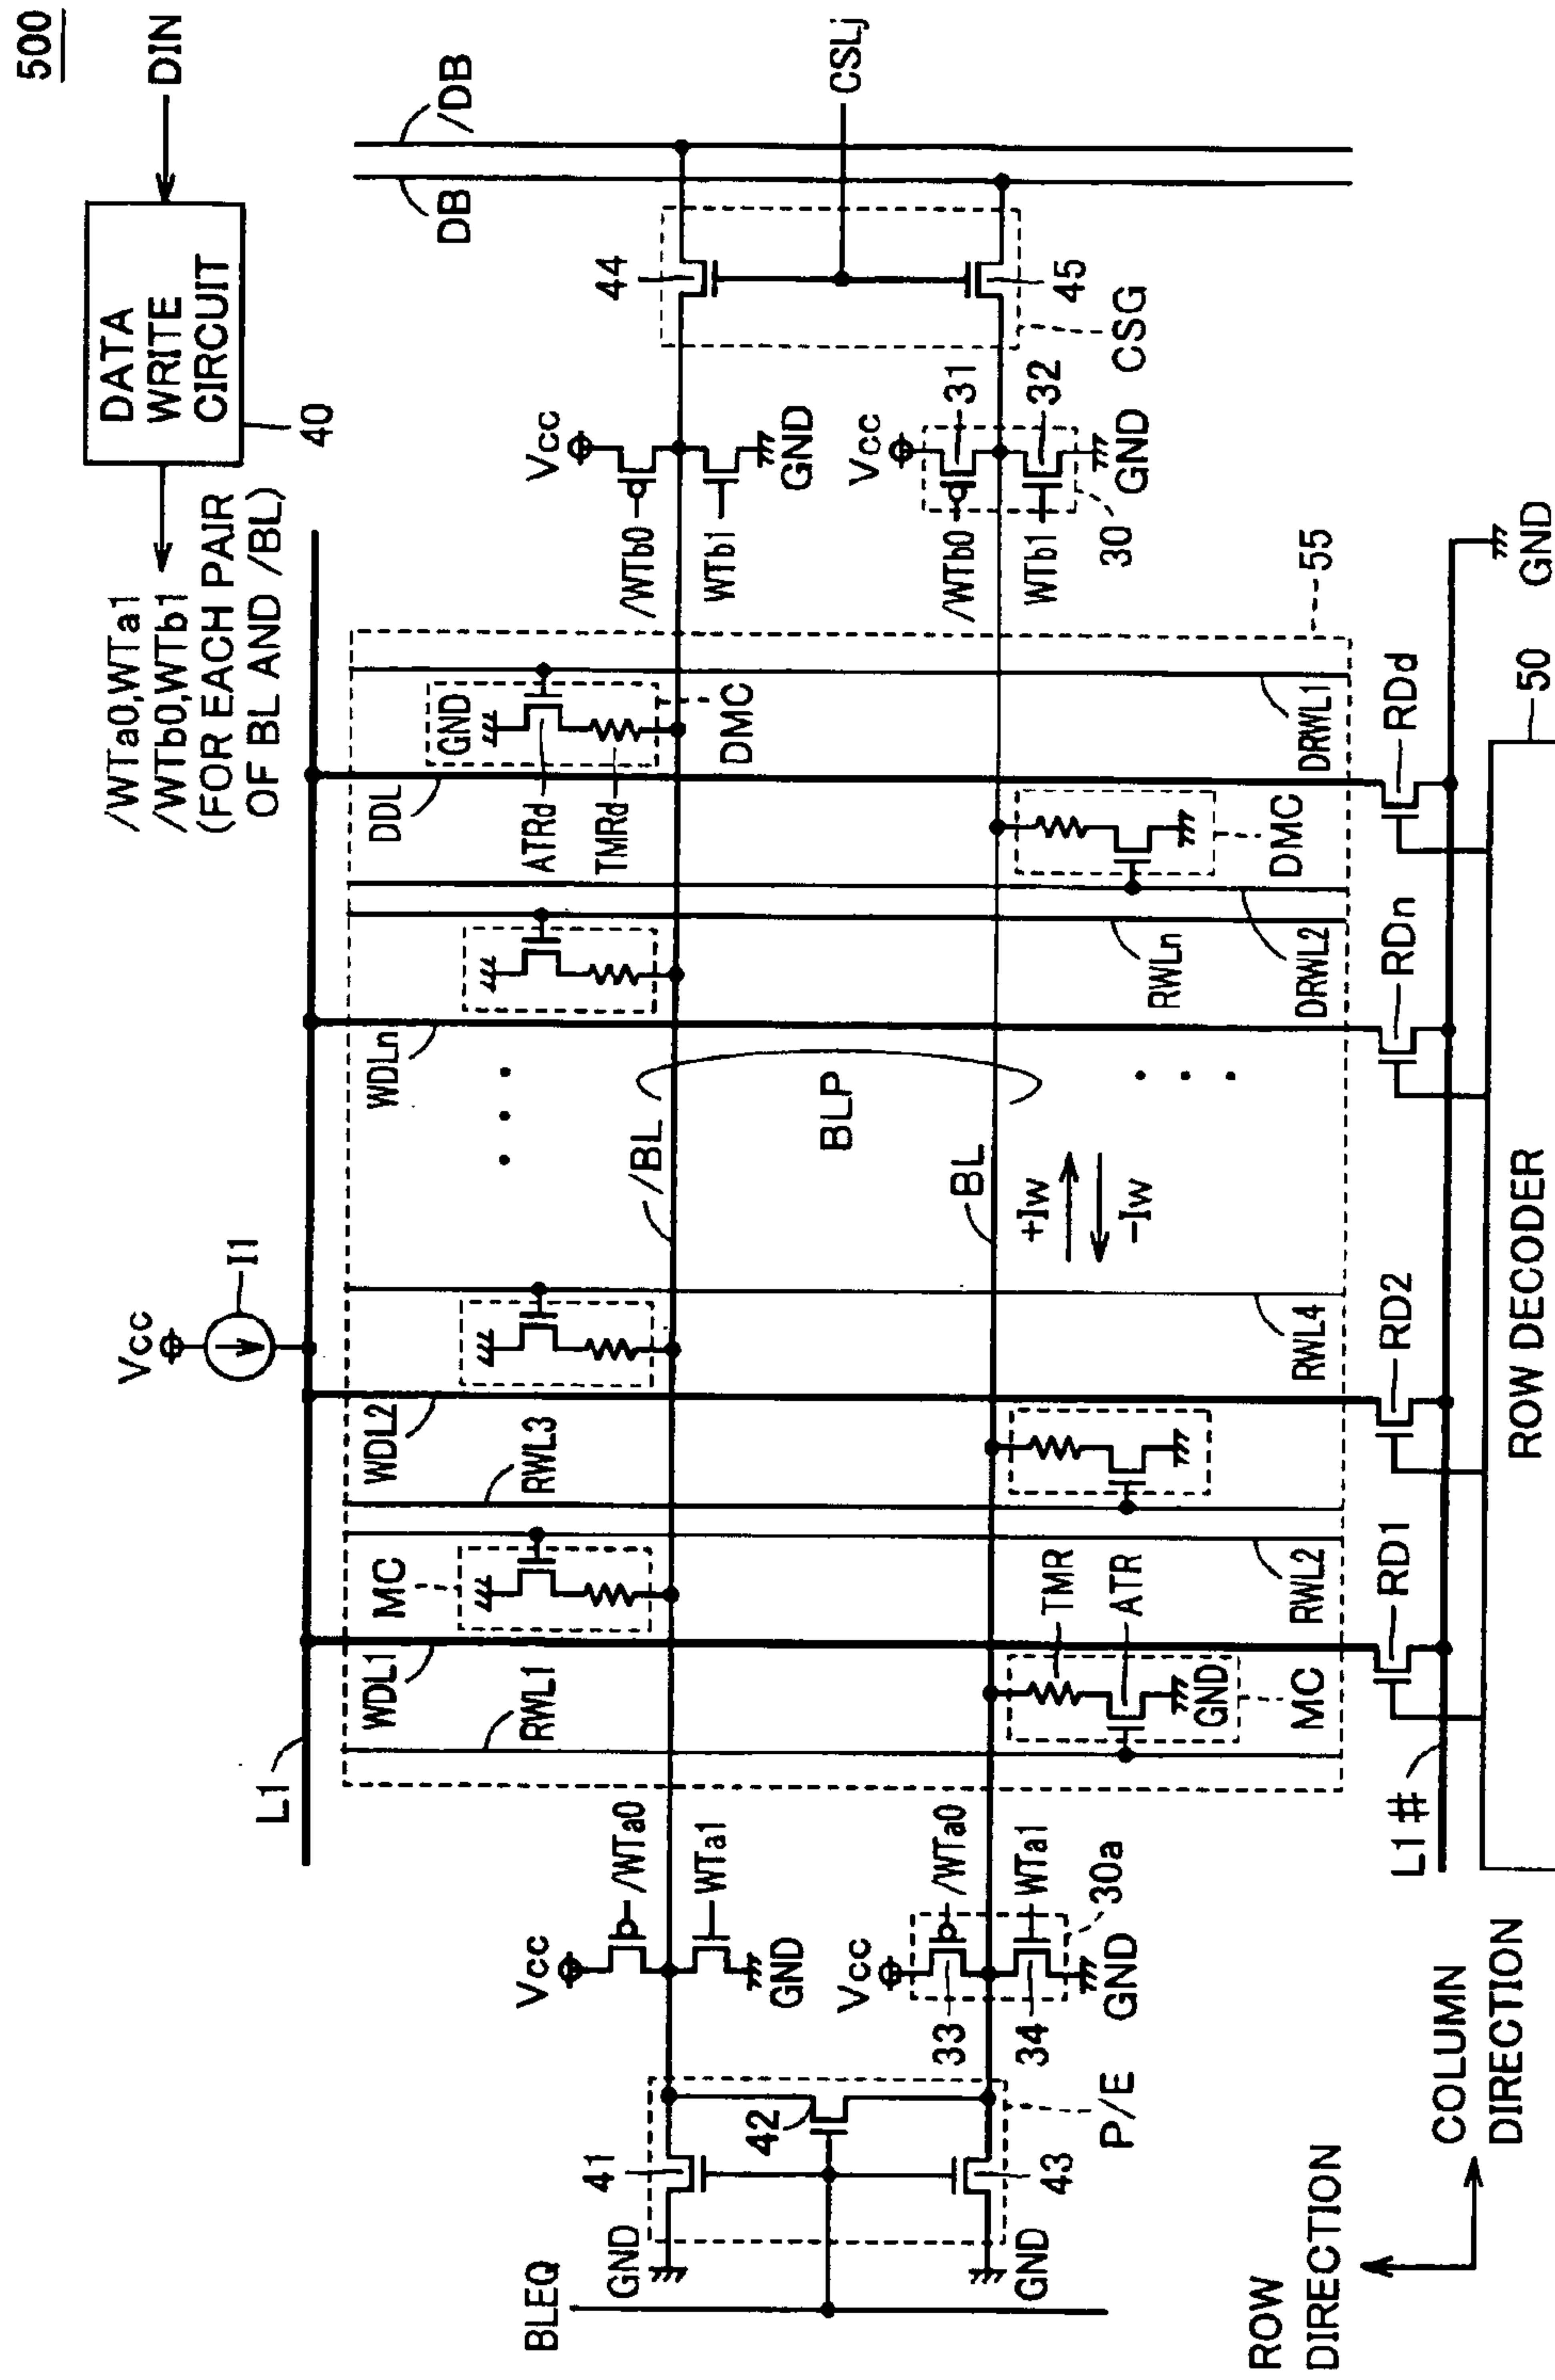 500
DIN
DATA
WRITE
CIRCUIT
40
/WTa0,WTa1
/WTb0,WTb1
(FOR EACH PAIR
OF BL AND /BL)
Vcc
I1
L1
/DB
DB
CSLj
44
45
CSG
BLEQ
GND
41
42
43
GND
P/E
Vcc
/WTa0
WTa1
GND
Vcc
/WTa0
WTa1
33
34
30a
GND
Vcc
/WTb0
WTb1
GND
Vcc
/WTb0
WTb1
31
32
30
GND
WDL1
RWL1
MC
WDL2
RWL3
WDLn
DDL
GND
ATRd
TMRd
DMC
/BL
BLP
BL
+Iw
-Iw
TMR
ATR
GND
MC
RWL2
RWL4
RWLn
DRWL2
DMC
DRWL1
55
RD1
RD2
RDn
RDd
L1#
GND
50
ROW DECODER
ROW
DIRECTION
COLUMN
DIRECTION